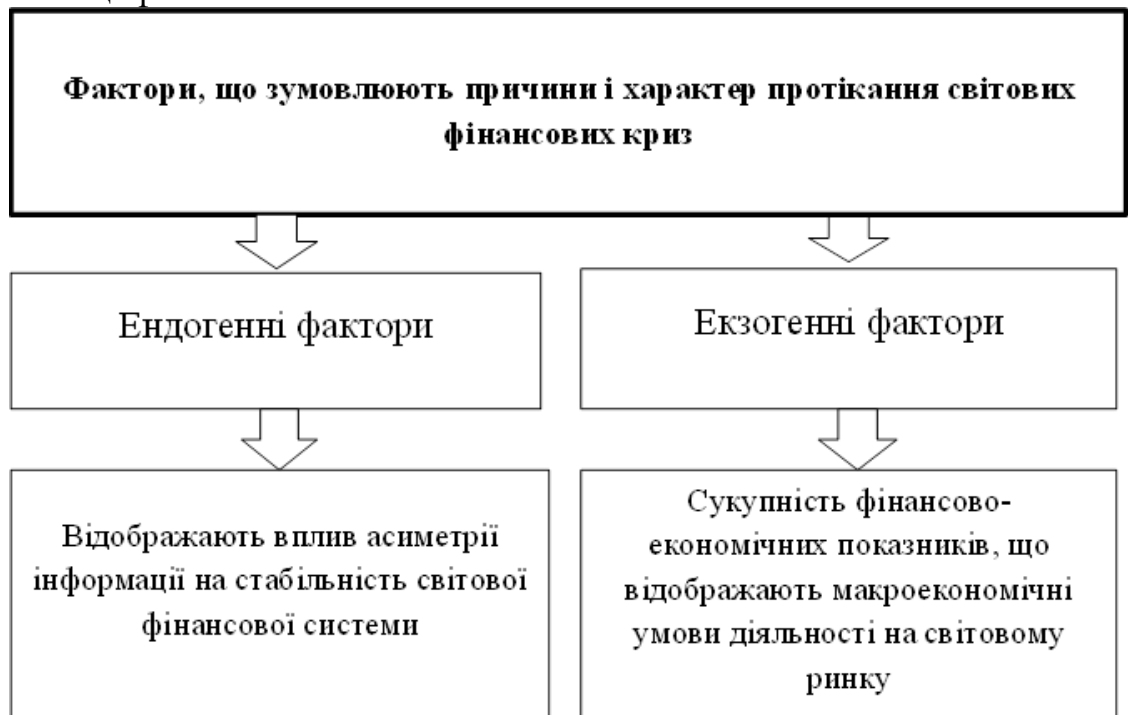 Фактори, що зумовлюють причини і характер протікання світових
фінансових криз
Ендогенні фактори
Екзогенні фактори
Відображають вплив асиметрії
інформації на стабільність світової
фінансової системи
Сукупність фінансово-
економічних показників, що
відображають макроекономічні
умови діяльності на світовому
ринку